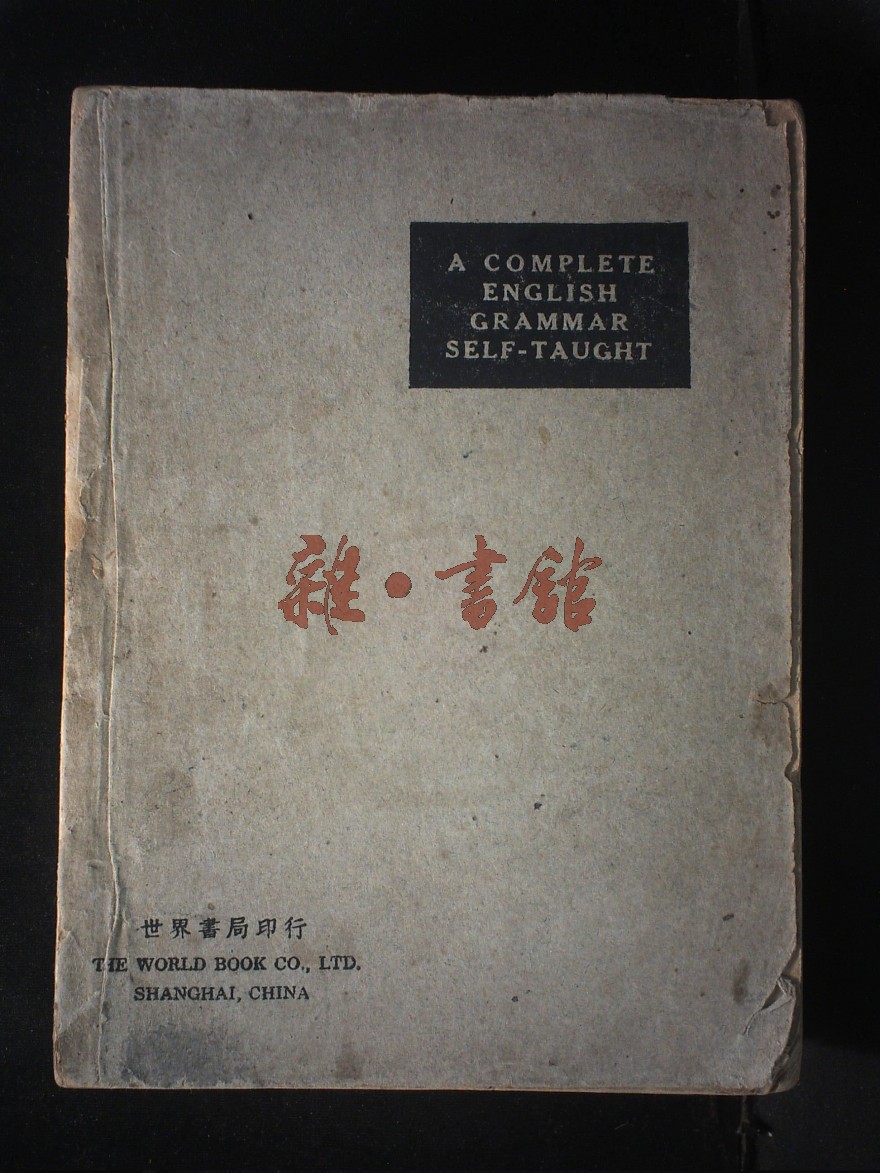 A COMPLETE
ENGLISH
GRAMMAR
SELF-TAUGHT
雜·書館
世界書局印行
THE WORLD BOOK CO., LTD.
SHANGHAI, CHINA